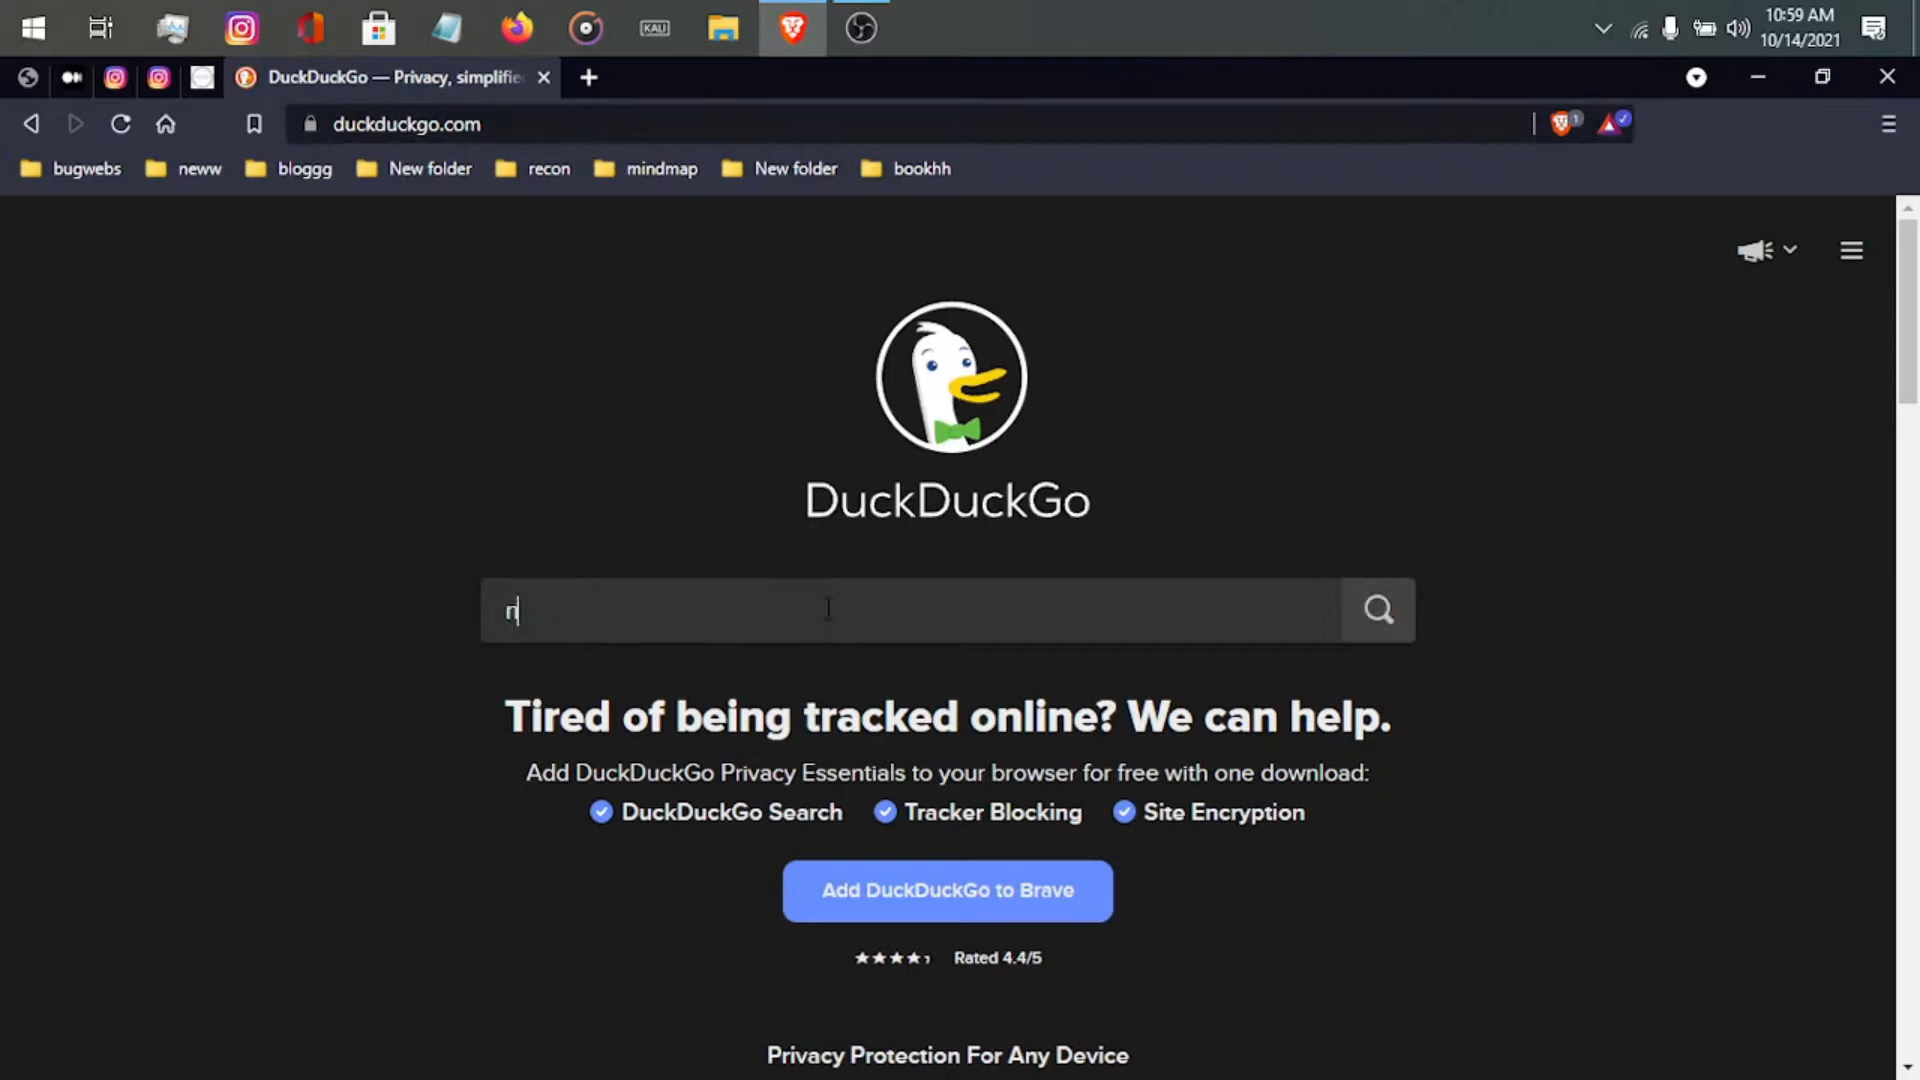 KALI
10:59 AM
10/14/2021
DuckDuckGo — Privacy, simplifie
duckduckgo.com
1
bugwebs neww bloggg New folder recon mindmap New folder bookhh
DuckDuckGo
n
Tired of being tracked online? We can help.
Add DuckDuckGo Privacy Essentials to your browser for free with one download:
DuckDuckGo Search Tracker Blocking Site Encryption
Add DuckDuckGo to Brave
Rated 4.4/5
Privacy Protection For Any Device